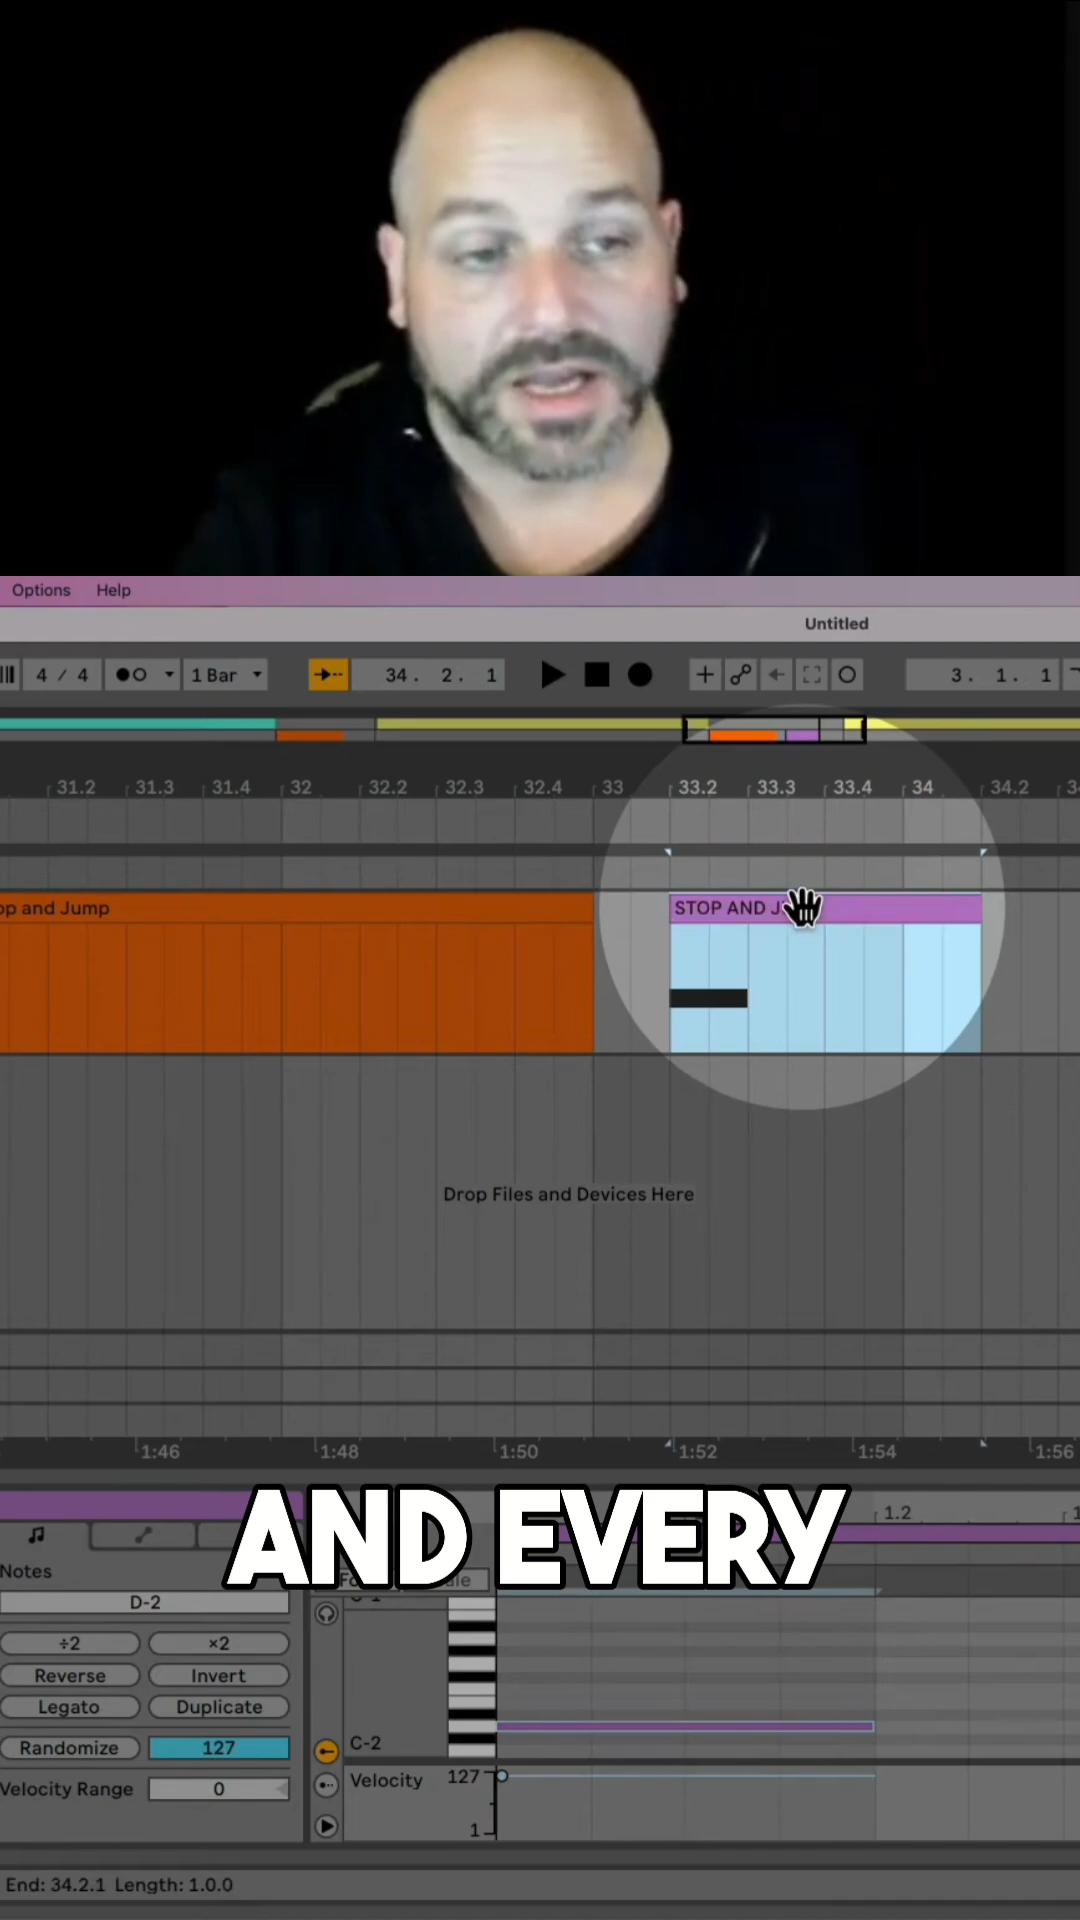 Options Help
Untitled
4 / 4 1 Bar 34. 2. 1 3. 1. 1
31.2 31.3 31.4 32 32.2 32.3 32.4 33 33.2 33.3 33.4 34 34.2
op and Jump
STOP AND J
Drop Files and Devices Here
1:46 1:48 1:50 1:52 1:54 1:56
AND EVERY
1.2
Notes
D-2
÷2 ×2
Reverse Invert
Legato Duplicate
Randomize 127
Velocity Range 0
C-2
Velocity 127
1
End: 34.2.1 Length: 1.0.0